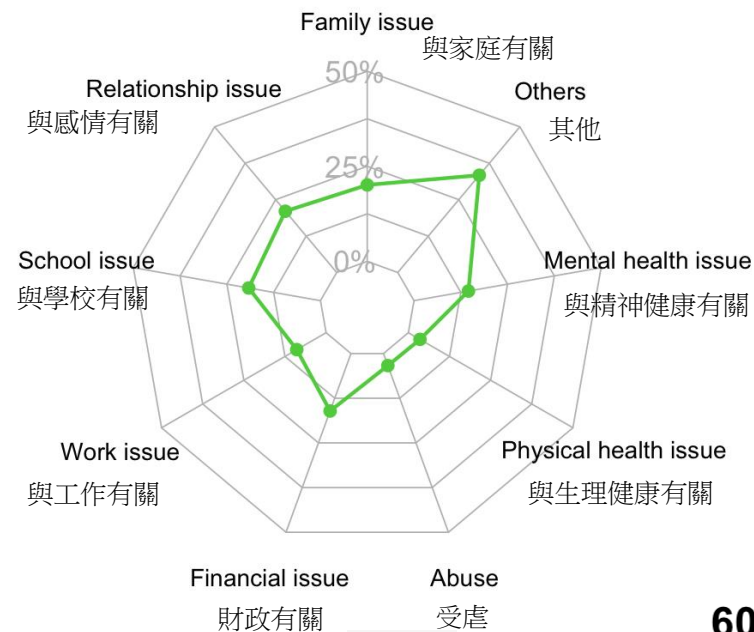 Family issue
與家庭有關
50%
Relationship issue
與感情有關
Others
其他
25%
0%
School issue
與學校有關
Mental health issue
與精神健康有關
Work issue
與工作有關
Physical health issue
與生理健康有關
Financial issue
財政有關
Abuse
受虐
60